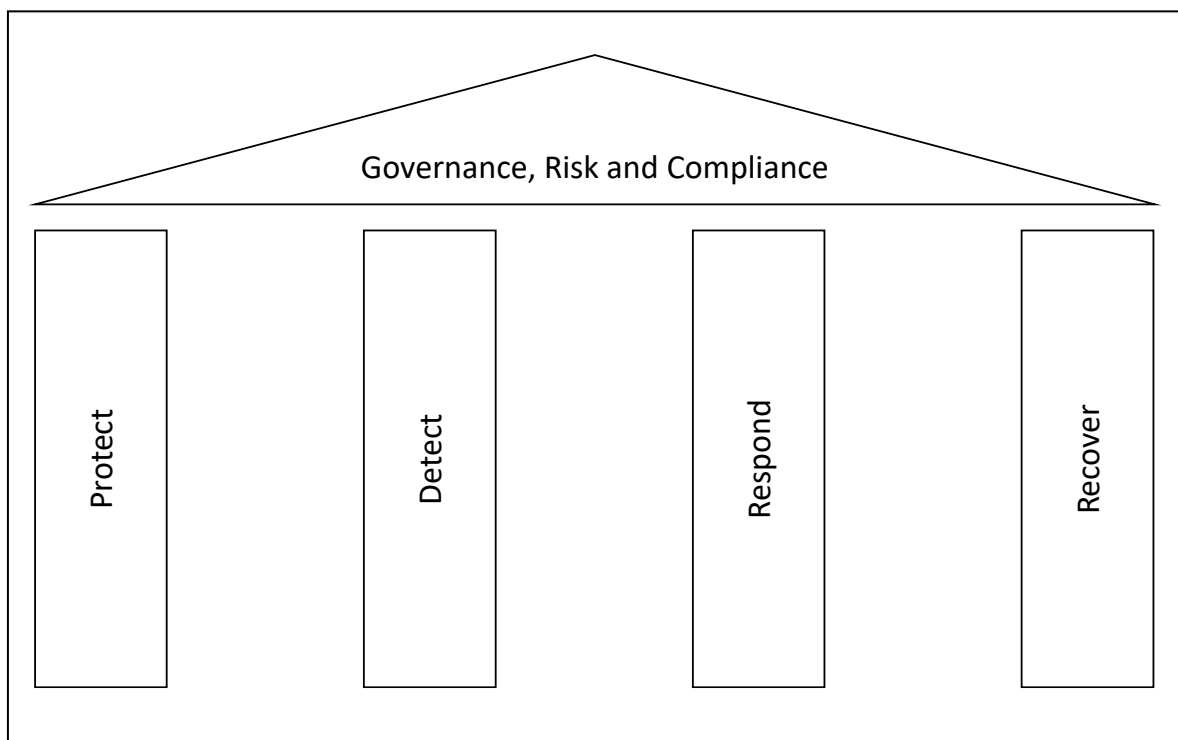 Governance, Risk and Compliance
Protect
Detect
Respond
Recover